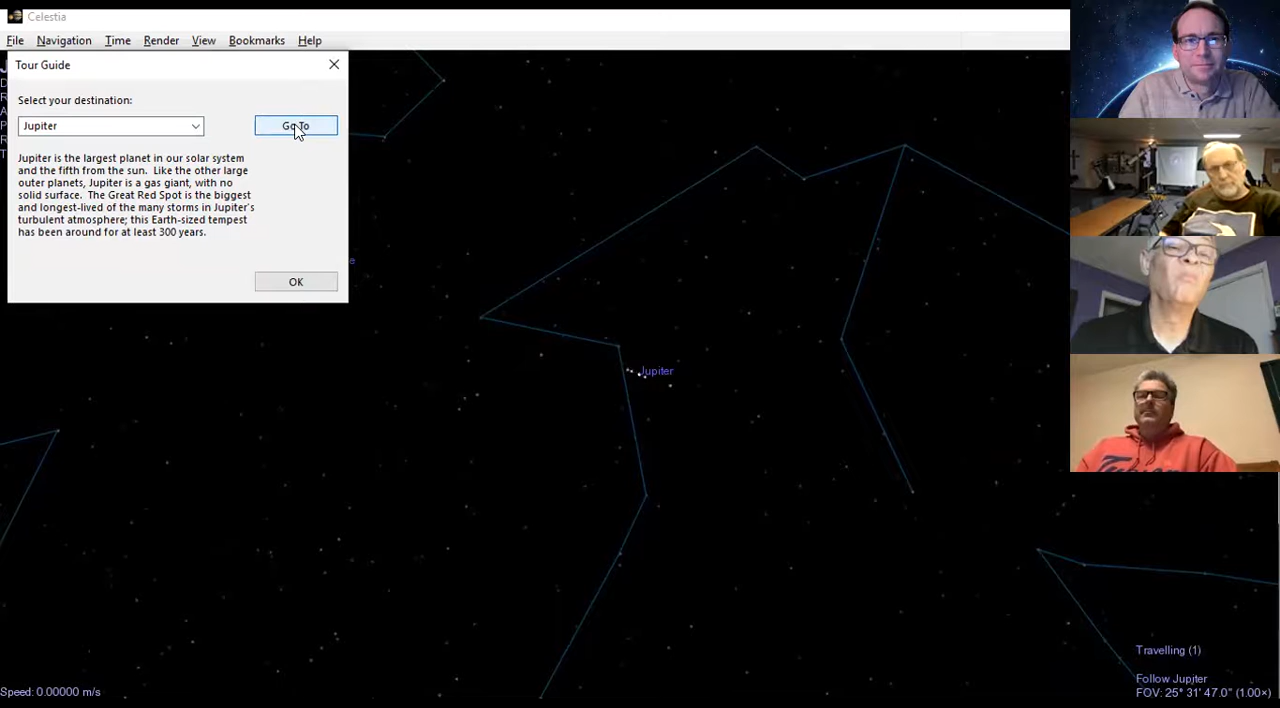 Celestia
File Navigation Time Render View Bookmarks Help
Tour Guide
Select your destination:
Jupiter
Go To
Jupiter is the largest planet in our solar system
and the fifth from the sun. Like the other large
outer planets, Jupiter is a gas giant, with no
solid surface. The Great Red Spot is the biggest
and longest-lived of the many storms in Jupiter's
turbulent atmosphere; this Earth-sized tempest
has been around for at least 300 years.
OK
Jupiter
Travelling (1)
Follow Jupiter
Speed: 0.00000 m/s
FOV: 25° 31' 47.0" (1.00×)